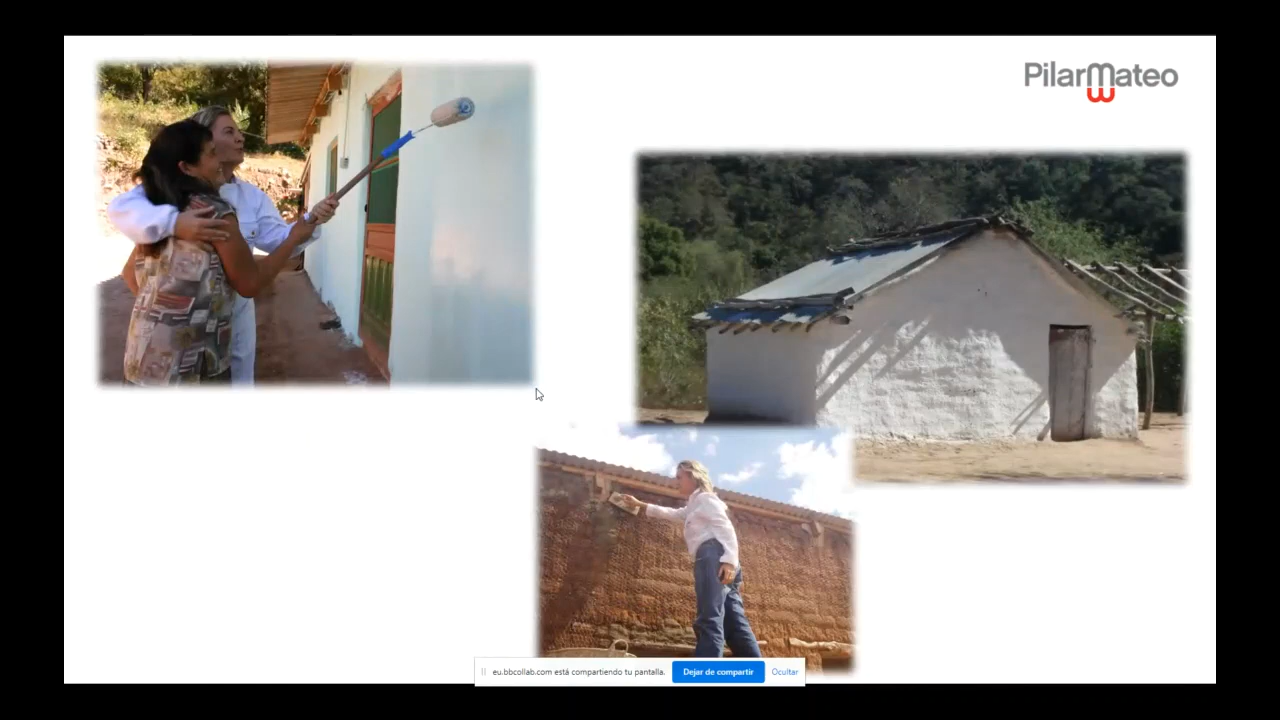 PilarMateo
eu.bbcollab.com está compartiendo tu pantalla.
Dejar de compartir
Ocultar